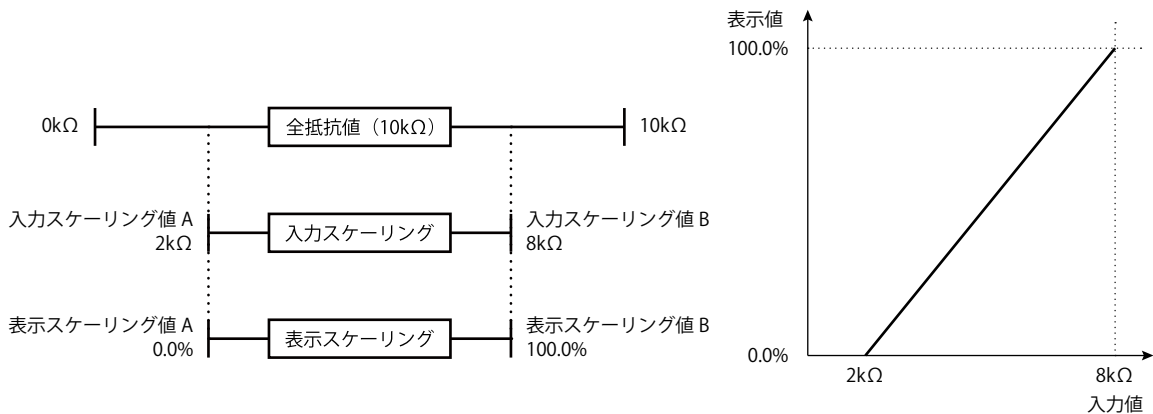 0kΩ
全抵抗値（10kΩ）
10kΩ
入力スケーリング値 A
2kΩ
入力スケーリング
入力スケーリング値 B
8kΩ
表示スケーリング値 A
0.0%
表示スケーリング
表示スケーリング値 B
100.0%
表示値
100.0%
0.0%
2kΩ
8kΩ
入力値